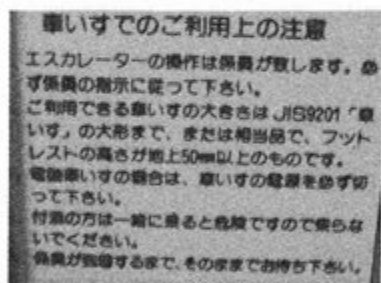 車いすでのご利用上の注意
エスカレーターの操作は係員が致します。必
ず係員の指示に従って下さい。
ご利用できる車いすの大きさは JIS9201「車
いす」の大形まで、または相当品で、フット
レストの高さが地上50mm以上のものです。
電動車いすの場合は、車いすの電源を必ず切
って下さい。
付添の方は一緒に乗ると危険ですので乗らな
いでください。
係員が到着するまで、そのままでお待ち下さい。